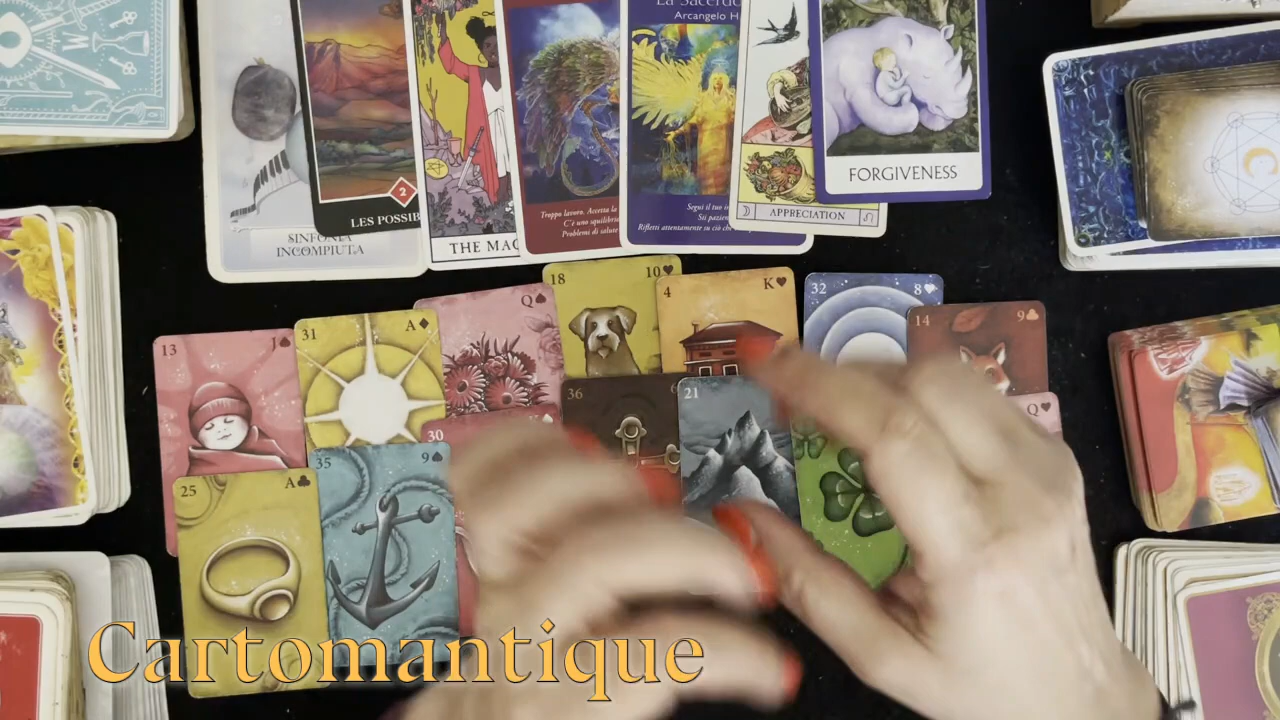 La Sacerdo
Arcangelo H
W
2
LES POSSIB
SINFONIA
INCOMPIUTA
THE MAG
Troppo lavoro. Accetta la
C'è uno squilibrio
Problemi di salute
Segui il tuo
Sii pazien
Rifletti attentamente su ciò ch
APPRECIATION
FORGIVENESS
18 10♥
4 K♥
32 8♥
14 9♣
Q♠
31 A♦
13 J♠
Q♥
36 6
21
30
35 9♠
25 A♣
Cartomantique